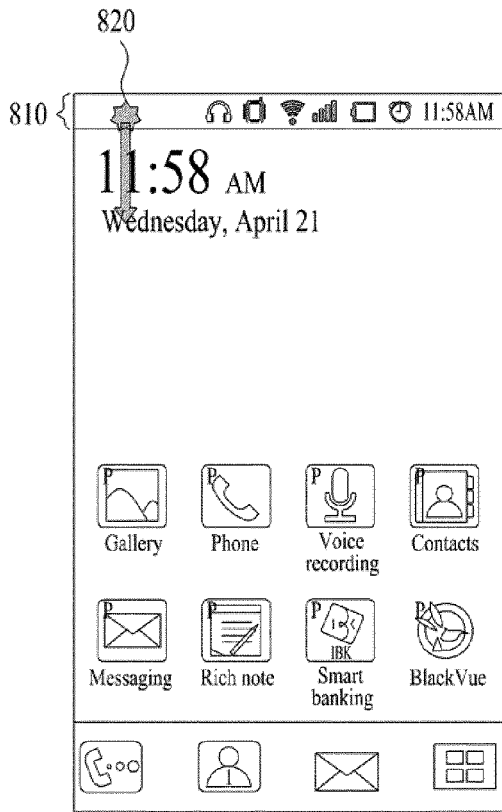 820
810
11:58AM
11:58 AM
Wednesday, April 21
P P P P
Gallery Phone Voice recording Contacts
P P P P
IBK
Messaging Rich note Smart banking BlackVue
1